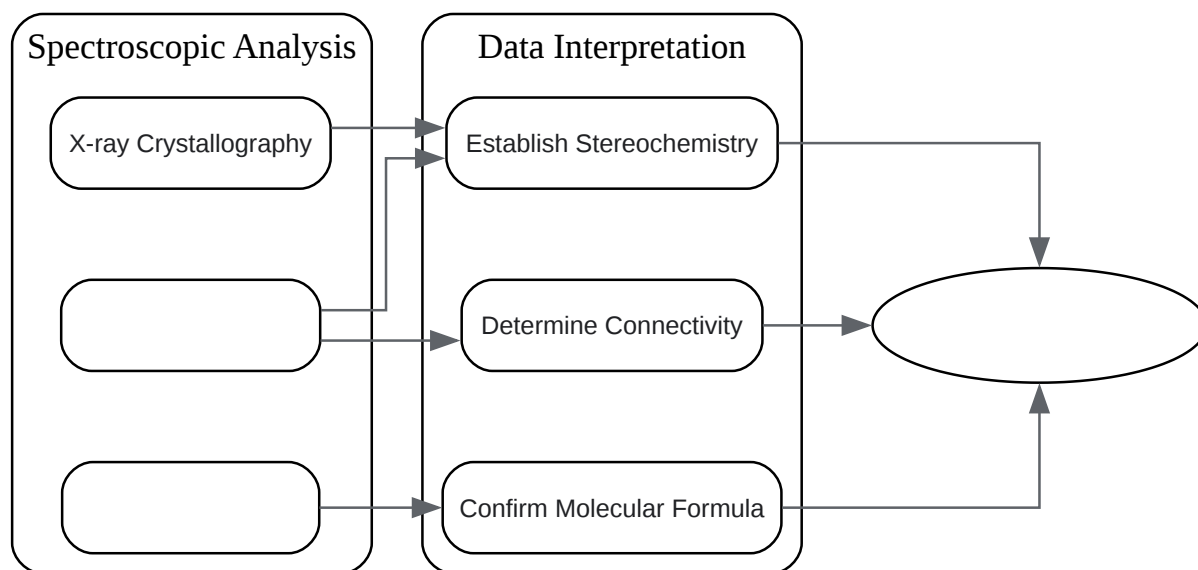 Spectroscopic Analysis
Data Interpretation
X-ray Crystallography
Establish Stereochemistry
Determine Connectivity
Confirm Molecular Formula